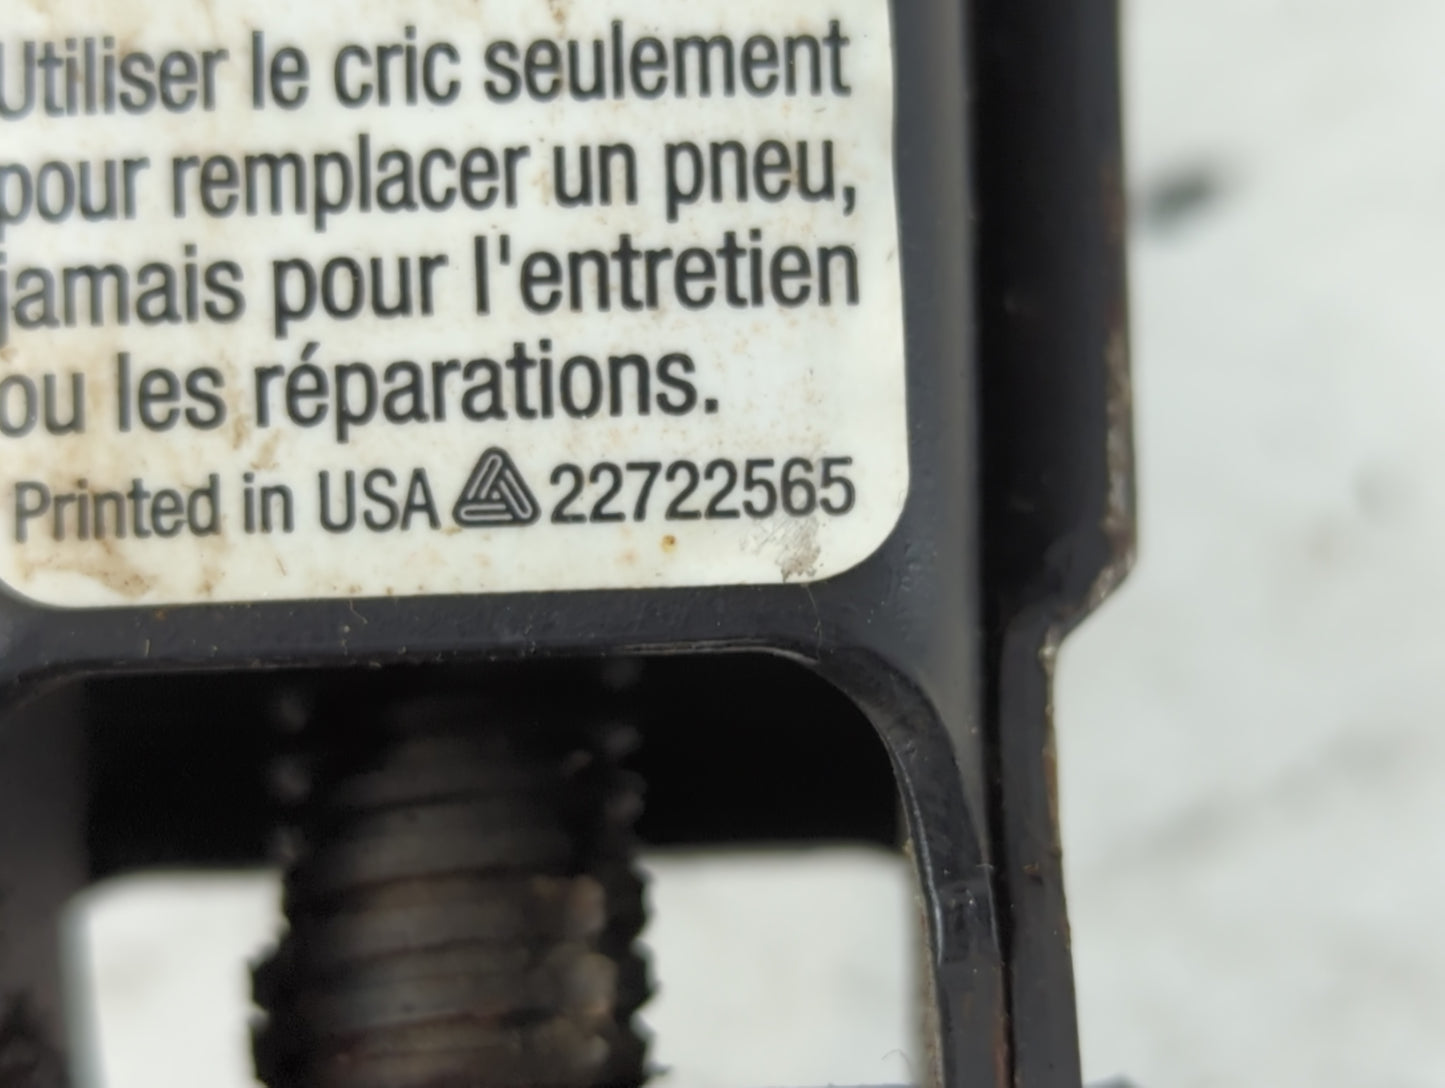 Utiliser le cric seulement
pour remplacer un pneu,
jamais pour l'entretien
ou les réparations.
Printed in USA 22722565